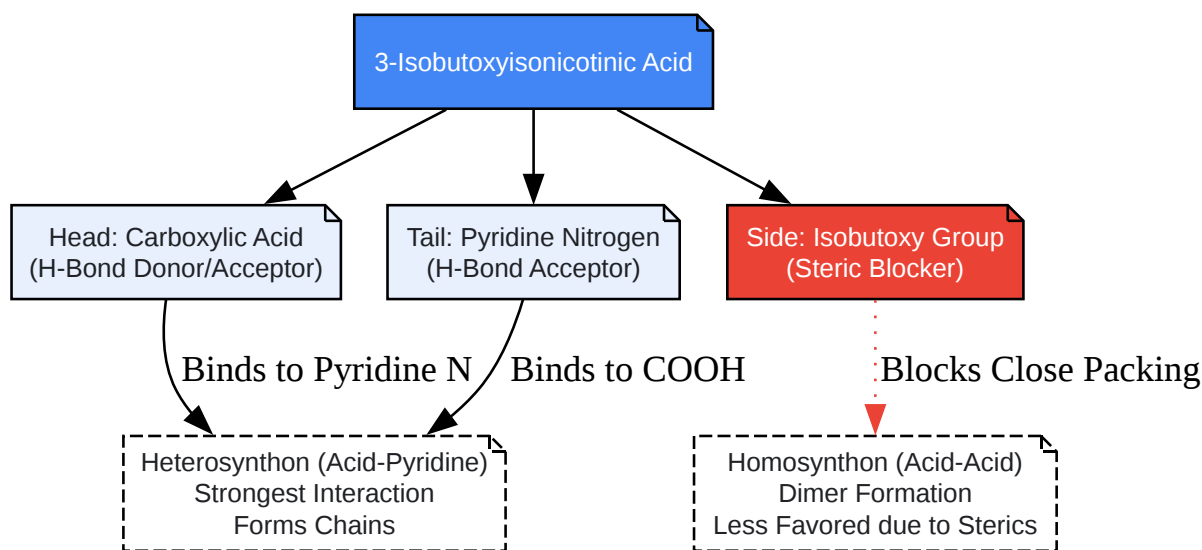 3-Isobutoxyisonicotinic Acid
Head: Carboxylic Acid
(H-Bond Donor/Acceptor)
Tail: Pyridine Nitrogen
(H-Bond Acceptor)
Side: Isobutoxy Group
(Steric Blocker)
Binds to Pyridine N
Binds to COOH
Blocks Close Packing
Heterosynthon (Acid-Pyridine)
Strongest Interaction
Forms Chains
Homosynthon (Acid-Acid)
Dimer Formation
Less Favored due to Sterics